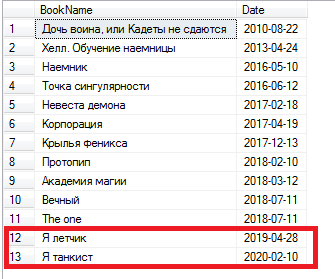 BookName Date
1 Дочь воина, или Кадеты не сдаются 2010-08-22
2 Хелл. Обучение наемницы 2013-04-24
3 Наемник 2016-05-10
4 Точка сингулярности 2016-06-12
5 Невеста демона 2017-02-18
6 Корпорация 2017-04-19
7 Крылья феникса 2017-12-13
8 Прототип 2018-02-10
9 Академия магии 2018-03-12
10 Вечный 2018-07-11
11 The one 2018-07-11
12 Я летчик 2019-04-28
13 Я танкист 2020-02-10